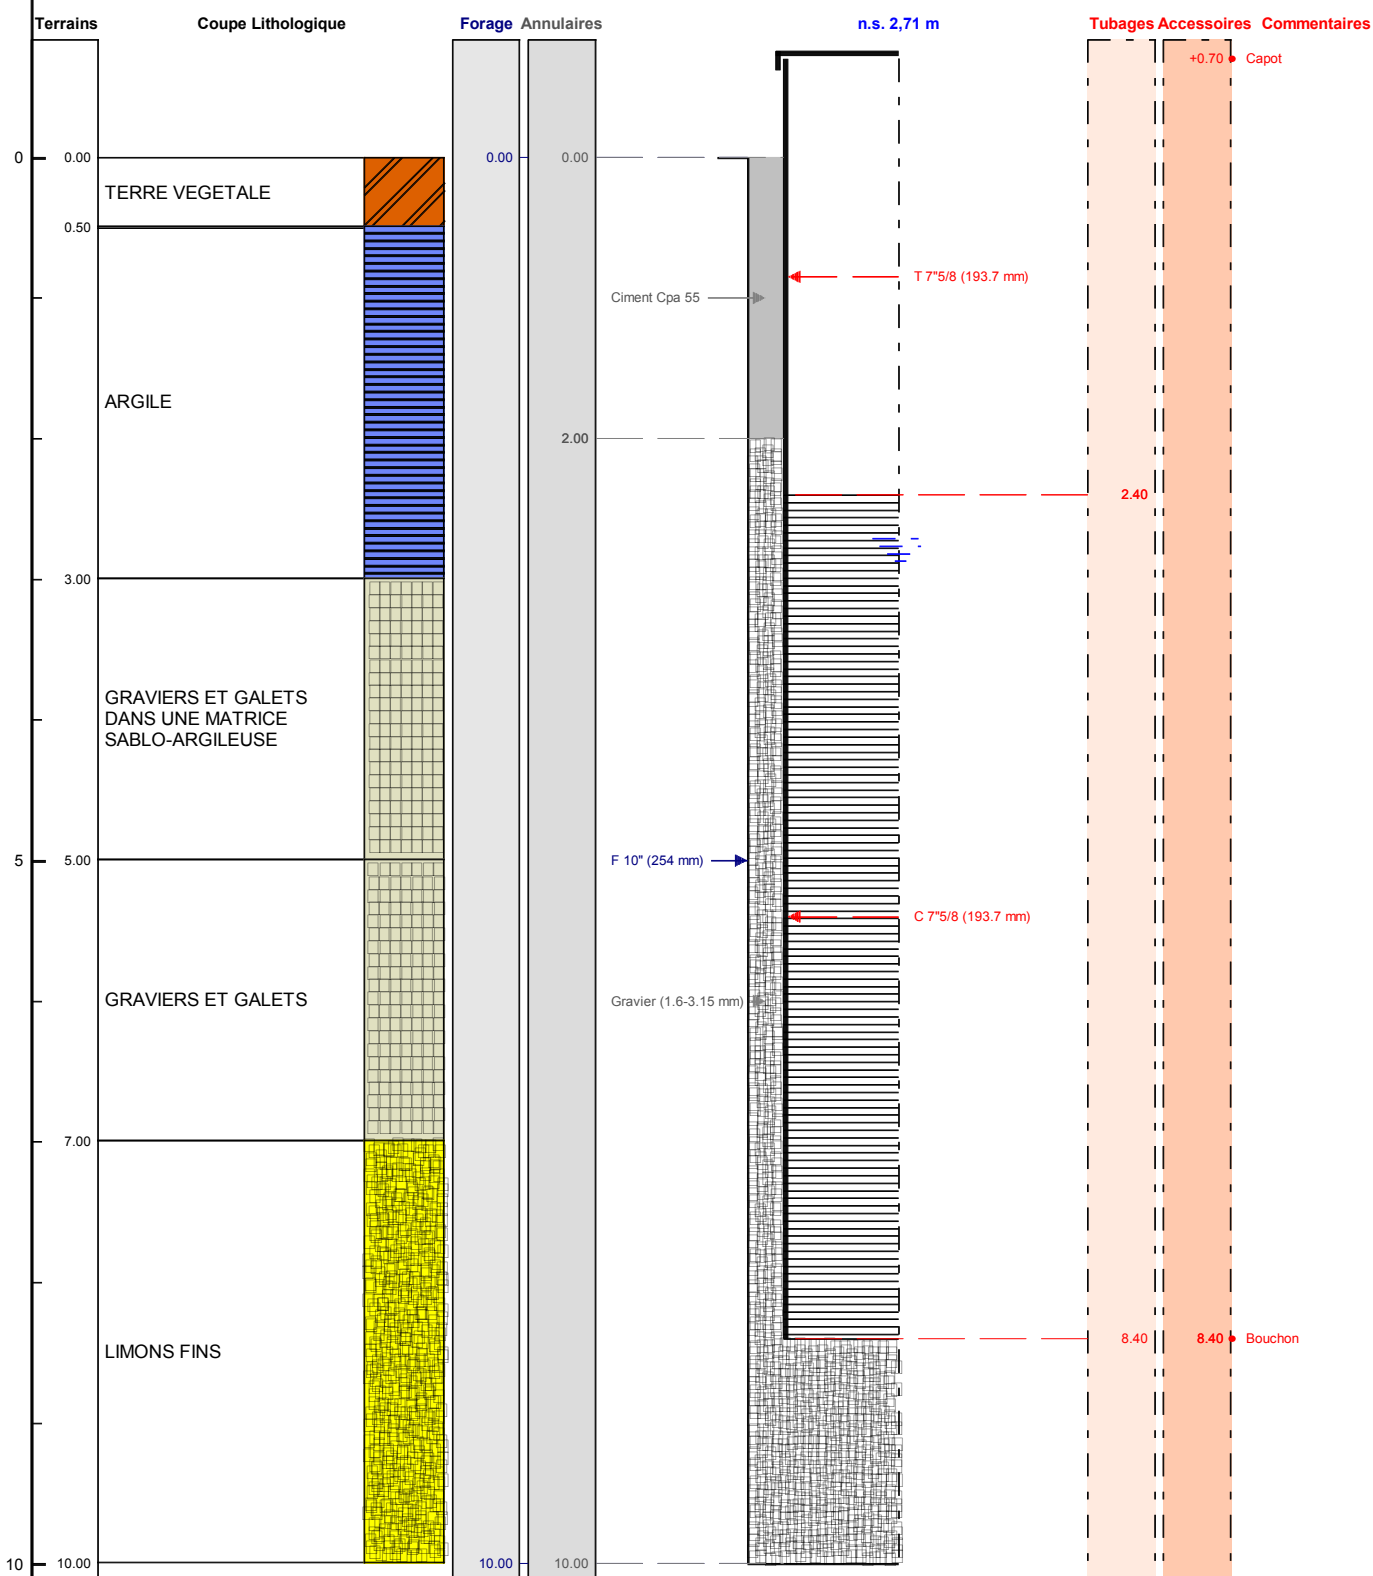 Terrains Coupe Lithologique Forage Annulaires n.s. 2,71 m Tubages Accessoires Commentaires
+0.70 Capot
0 0.00 0.00 0.00
TERRE VEGETALE
0.50
T 7"5/8 (193.7 mm)
Ciment Cpa 55
ARGILE
2.00
2.40
3.00
GRAVIERS ET GALETS
DANS UNE MATRICE
SABLO-ARGILEUSE
5 5.00 F 10" (254 mm)
C 7"5/8 (193.7 mm)
GRAVIERS ET GALETS Gravier (1.6-3.15 mm)
7.00
8.40 8.40 Bouchon
LIMONS FINS
10 10.00 10.00 10.00